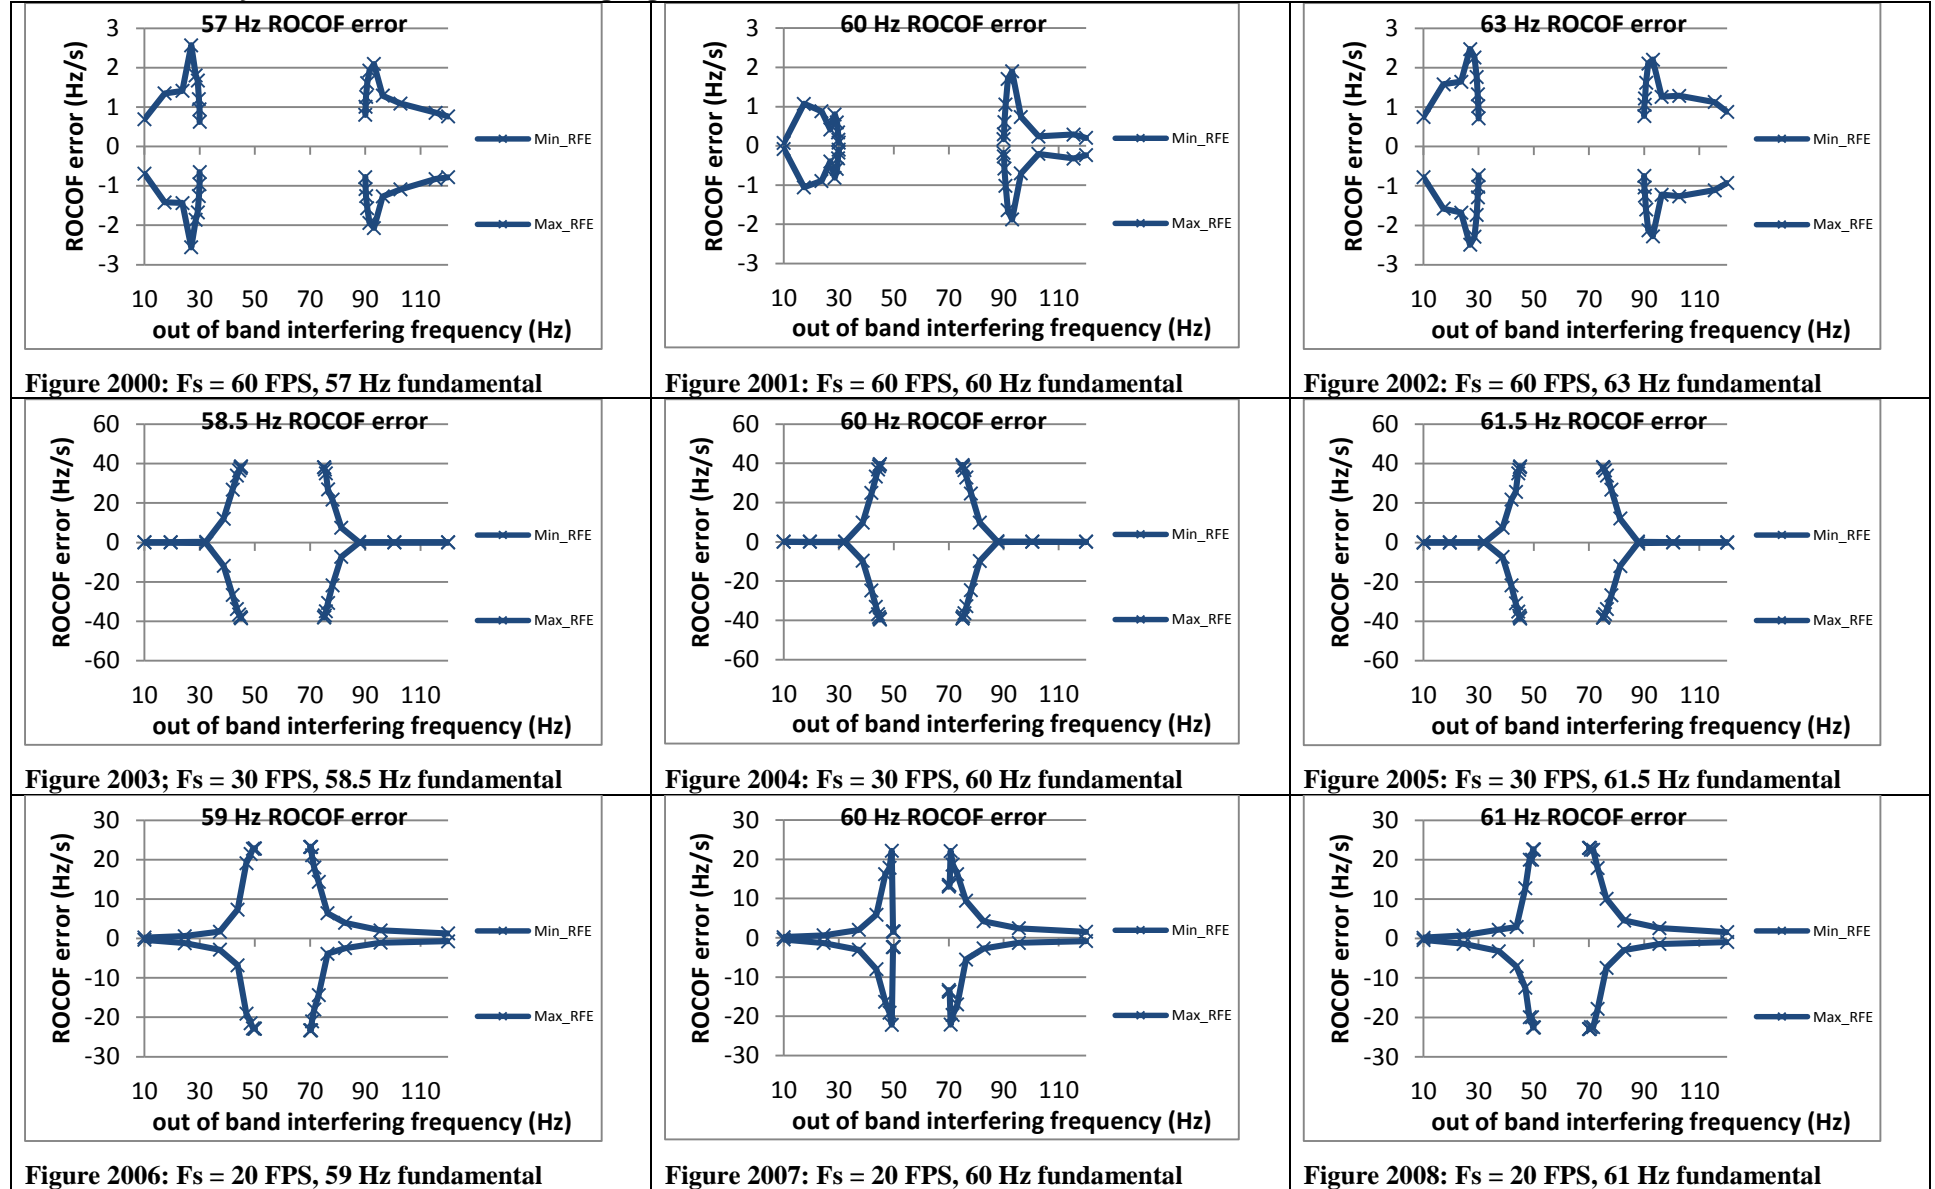 57 Hz ROCOF error
ROCOF error (Hz/s)
3
2
1
0
-1
-2
-3
10 30 50 70 90 110
out of band interfering frequency (Hz)
Min_RFE
Max_RFE
Figure 2000: Fs = 60 FPS, 57 Hz fundamental
60 Hz ROCOF error
ROCOF error (Hz/s)
3
2
1
0
-1
-2
-3
10 30 50 70 90 110
out of band interfering frequency (Hz)
Min_RFE
Max_RFE
Figure 2001: Fs = 60 FPS, 60 Hz fundamental
63 Hz ROCOF error
ROCOF error (Hz/s)
3
2
1
0
-1
-2
-3
10 30 50 70 90 110
out of band interfering frequency (Hz)
Min_RFE
Max_RFE
Figure 2002: Fs = 60 FPS, 63 Hz fundamental
58.5 Hz ROCOF error
ROCOF error (Hz/s)
60
40
20
0
-20
-40
-60
10 30 50 70 90 110
out of band interfering frequency (Hz)
Min_RFE
Max_RFE
Figure 2003; Fs = 30 FPS, 58.5 Hz fundamental
60 Hz ROCOF error
ROCOF error (Hz/s)
60
40
20
0
-20
-40
-60
10 30 50 70 90 110
out of band interfering frequency (Hz)
Min_RFE
Max_RFE
Figure 2004: Fs = 30 FPS, 60 Hz fundamental
61.5 Hz ROCOF error
ROCOF error (Hz/s)
60
40
20
0
-20
-40
-60
10 30 50 70 90 110
out of band interfering frequency (Hz)
Min_RFE
Max_RFE
Figure 2005: Fs = 30 FPS, 61.5 Hz fundamental
59 Hz ROCOF error
ROCOF error (Hz/s)
30
20
10
0
-10
-20
-30
10 30 50 70 90 110
out of band interfering frequency (Hz)
Min_RFE
Max_RFE
Figure 2006: Fs = 20 FPS, 59 Hz fundamental
60 Hz ROCOF error
ROCOF error (Hz/s)
30
20
10
0
-10
-20
-30
10 30 50 70 90 110
out of band interfering frequency (Hz)
Min_RFE
Max_RFE
Figure 2007: Fs = 20 FPS, 60 Hz fundamental
61 Hz ROCOF error
ROCOF error (Hz/s)
30
20
10
0
-10
-20
-30
10 30 50 70 90 110
out of band interfering frequency (Hz)
Min_RFE
Max_RFE
Figure 2008: Fs = 20 FPS, 61 Hz fundamental